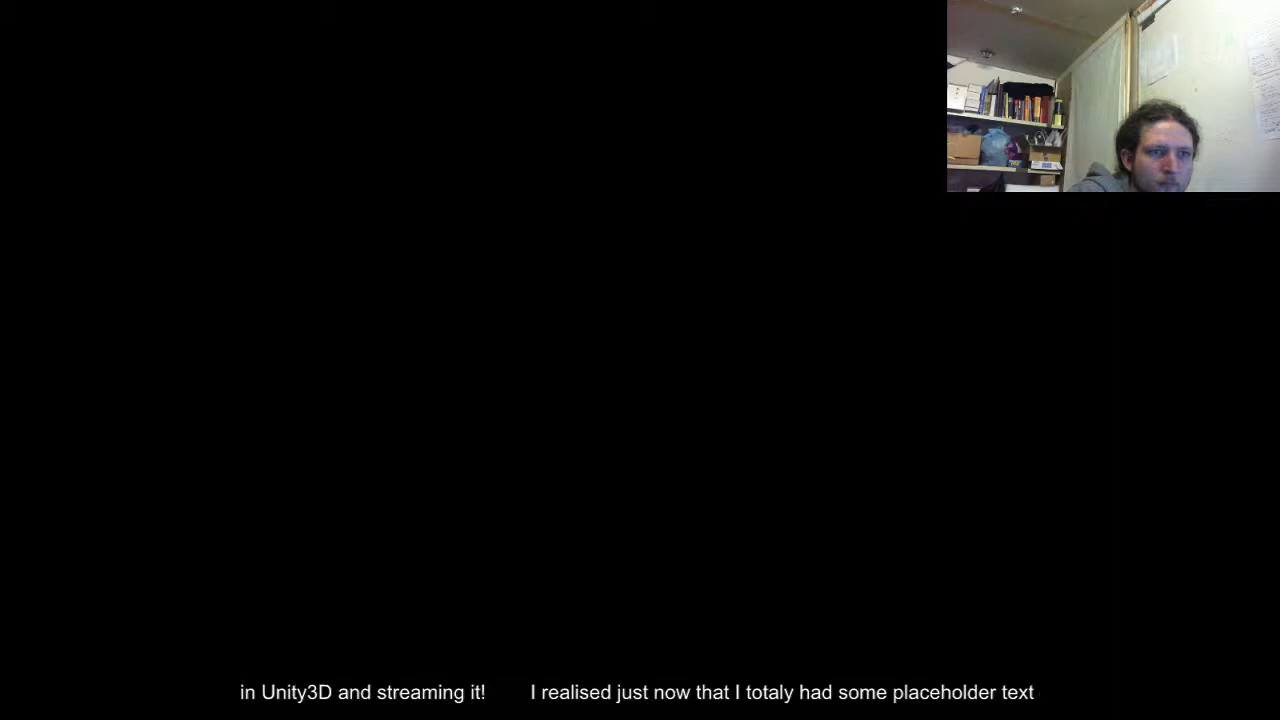 in Unity3D and streaming it! I realised just now that I totaly had some placeholder text